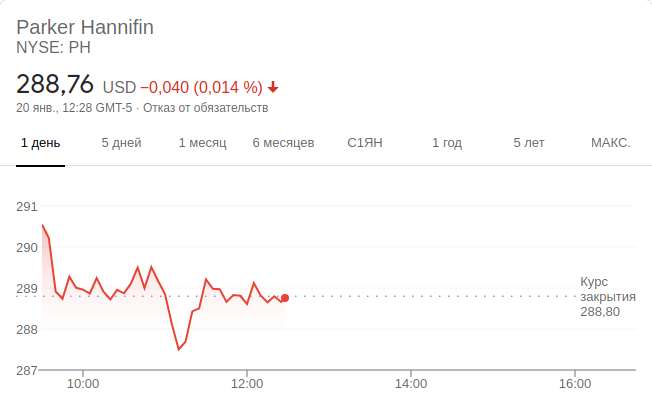 Parker Hannifin
NYSE: PH
288,76 USD −0,040 (0,014 %)
20 янв., 12:28 GMT-5 · Отказ от обязательств
1 день 5 дней 1 месяц 6 месяцев С1ЯН 1 год 5 лет МАКС.
291
290
289
288
287
Курс
закрытия
288,80
10:00 12:00 14:00 16:00